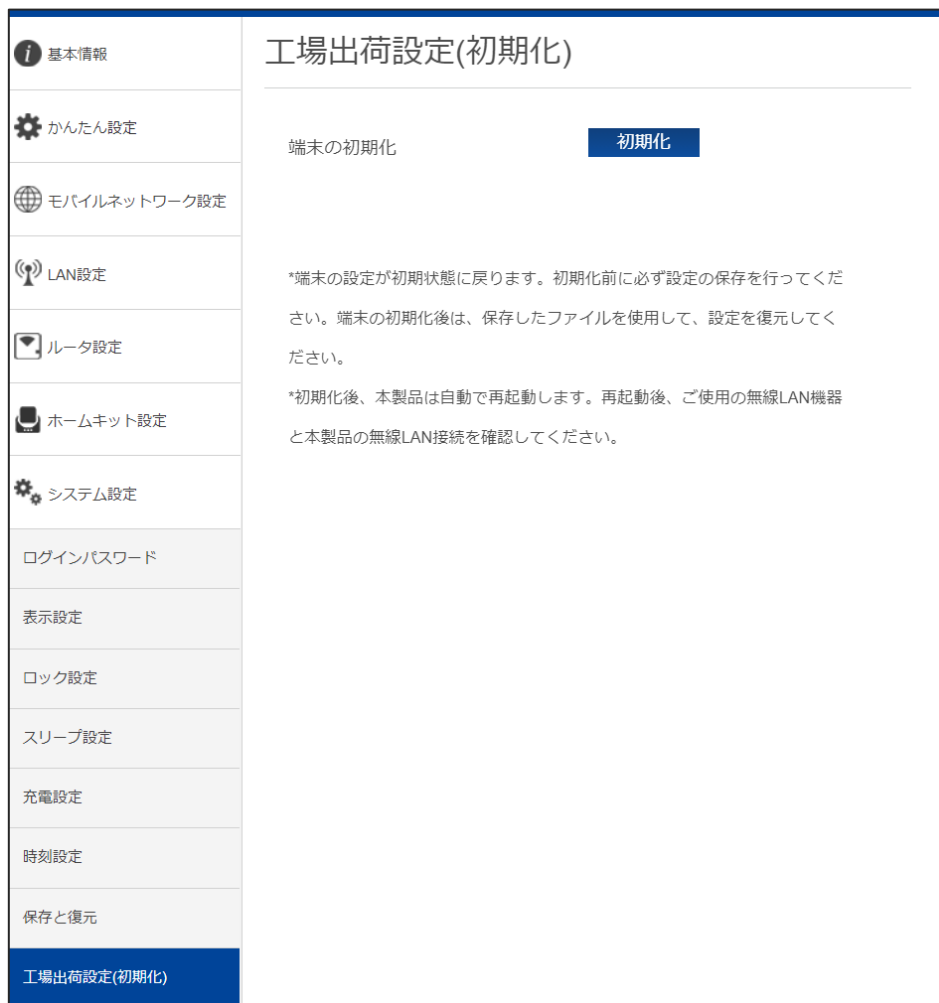 基本情報
かんたん設定
モバイルネットワーク設定
LAN設定
ルータ設定
ホームキット設定
システム設定
ログインパスワード
表示設定
ロック設定
スリープ設定
充電設定
時刻設定
保存と復元
工場出荷設定(初期化)
工場出荷設定(初期化)
端末の初期化
初期化
*端末の設定が初期状態に戻ります。初期化前に必ず設定の保存を行ってくだ
さい。端末の初期化後は、保存したファイルを使用して、設定を復元してく
ださい。
*初期化後、本製品は自動で再起動します。再起動後、ご使用の無線LAN機器
と本製品の無線LAN接続を確認してください。